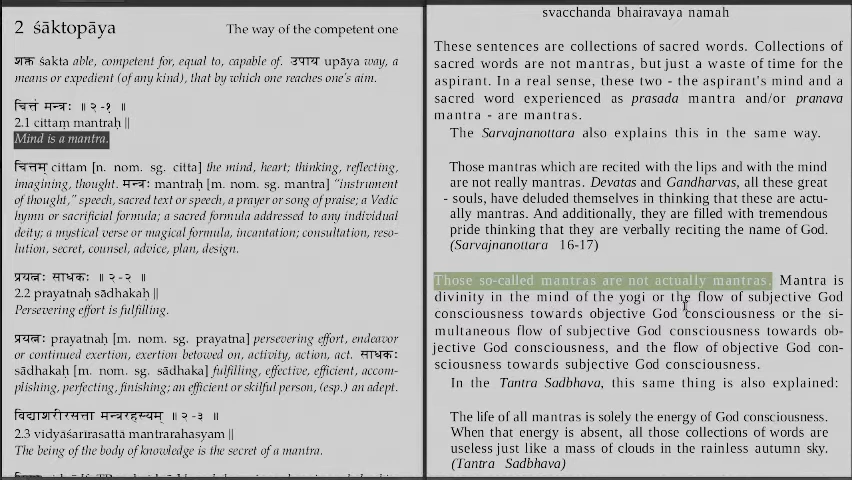 2 śāktopāya The way of the competent one
शक्त śakta able, competent for, equal to, capable of. उपाय upāya way, a
means or expedient (of any kind), that by which one reaches one's aim.
चित्तं मन्त्रः ॥ २ -१ ॥
2.1 cittaṃ mantraḥ ||
Mind is a mantra.
चित्तम् cittam [n. nom. sg. citta] the mind, heart; thinking, reflecting,
imagining, thought. मन्त्रः mantraḥ [m. nom. sg. mantra] "instrument
of thought," speech, sacred text or speech, a prayer or song of praise; a Vedic
hymn or sacrificial formula; a sacred formula addressed to any individual
deity; a mystical verse or magical formula, incantation; consultation, reso-
lution, secret, counsel, advice, plan, design.
प्रयत्नः साधकः ॥ २ -२ ॥
2.2 prayatnaḥ sādhakaḥ ||
Persevering effort is fulfilling.
प्रयत्नः prayatnaḥ [m. nom. sg. prayatna] persevering effort, endeavor
or continued exertion, exertion betowed on, activity, action, act. साधकः
sādhakaḥ [m. nom. sg. sādhaka] fulfilling, effective, efficient, accom-
plishing, perfecting, finishing; an efficient or skilful person, (esp.) an adept.
विद्याशरीरसत्ता मन्त्ररहस्यम् ॥ २ -३ ॥
2.3 vidyāśarīrasattā mantrarahasyam ||
The being of the body of knowledge is the secret of a mantra.
svacchanda bhairavaya namah
These sentences are collections of sacred words. Collections of
sacred words are not mantras, but just a waste of time for the
aspirant. In a real sense, these two - the aspirant's mind and a
sacred word experienced as prasada mantra and/or pranava
mantra - are mantras.
The Sarvajnanottara also explains this in the same way.
Those mantras which are recited with the lips and with the mind
are not really mantras. Devatas and Gandharvas, all these great
- souls, have deluded themselves in thinking that these are actu-
ally mantras. And additionally, they are filled with tremendous
pride thinking that they are verbally reciting the name of God.
(Sarvajnanottara 16-17)
Those so-called mantras are not actually mantras. Mantra is
divinity in the mind of the yogi or the flow of subjective God
consciousness towards objective God consciousness or the si-
multaneous flow of subjective God consciousness towards ob-
jective God consciousness, and the flow of objective God con-
sciousness towards subjective God consciousness.
In the Tantra Sadbhava, this same thing is also explained:
The life of all mantras is solely the energy of God consciousness.
When that energy is absent, all those collections of words are
useless just like a mass of clouds in the rainless autumn sky.
(Tantra Sadbhava)